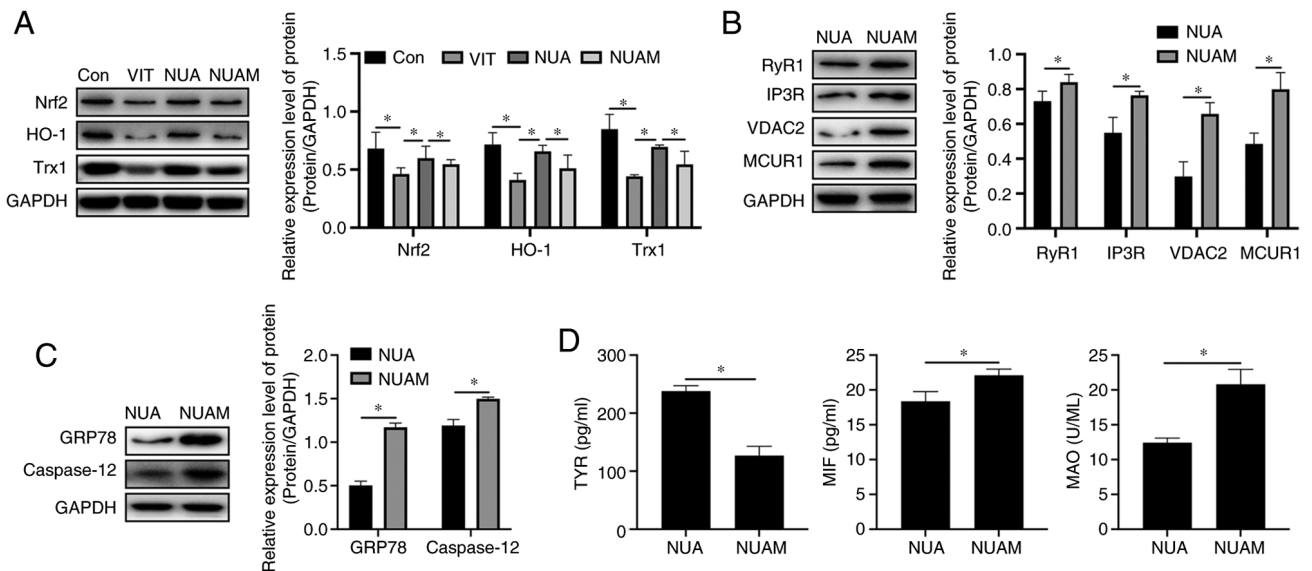 A
Con VIT NUA NUAM
Nrf2
HO-1
Trx1
GAPDH
Relative expression level of protein
(Protein/GAPDH)
1.5
1.0
0.5
0.0
Con VIT NUA NUAM
* * *
* * *
* * *
Nrf2 HO-1 Trx1
B
NUA NUAM
RyR1
IP3R
VDAC2
MCUR1
GAPDH
Relative expression level of protein
(Protein/GAPDH)
1.0
0.8
0.6
0.4
0.2
0.0
NUA
NUAM
* * * *
RyR1 IP3R VDAC2 MCUR1
C
NUA NUAM
GRP78
Caspase-12
GAPDH
Relative expression level of protein
(Protein/GAPDH)
2.0
1.5
1.0
0.5
0.0
NUA
NUAM
* *
GRP78 Caspase-12
D
TYR (pg/ml)
300
200
100
0
*
NUA NUAM
MIF (pg/ml)
25
20
15
10
5
0
*
NUA NUAM
MAO (U/ML)
25
20
15
10
5
0
*
NUA NUAM